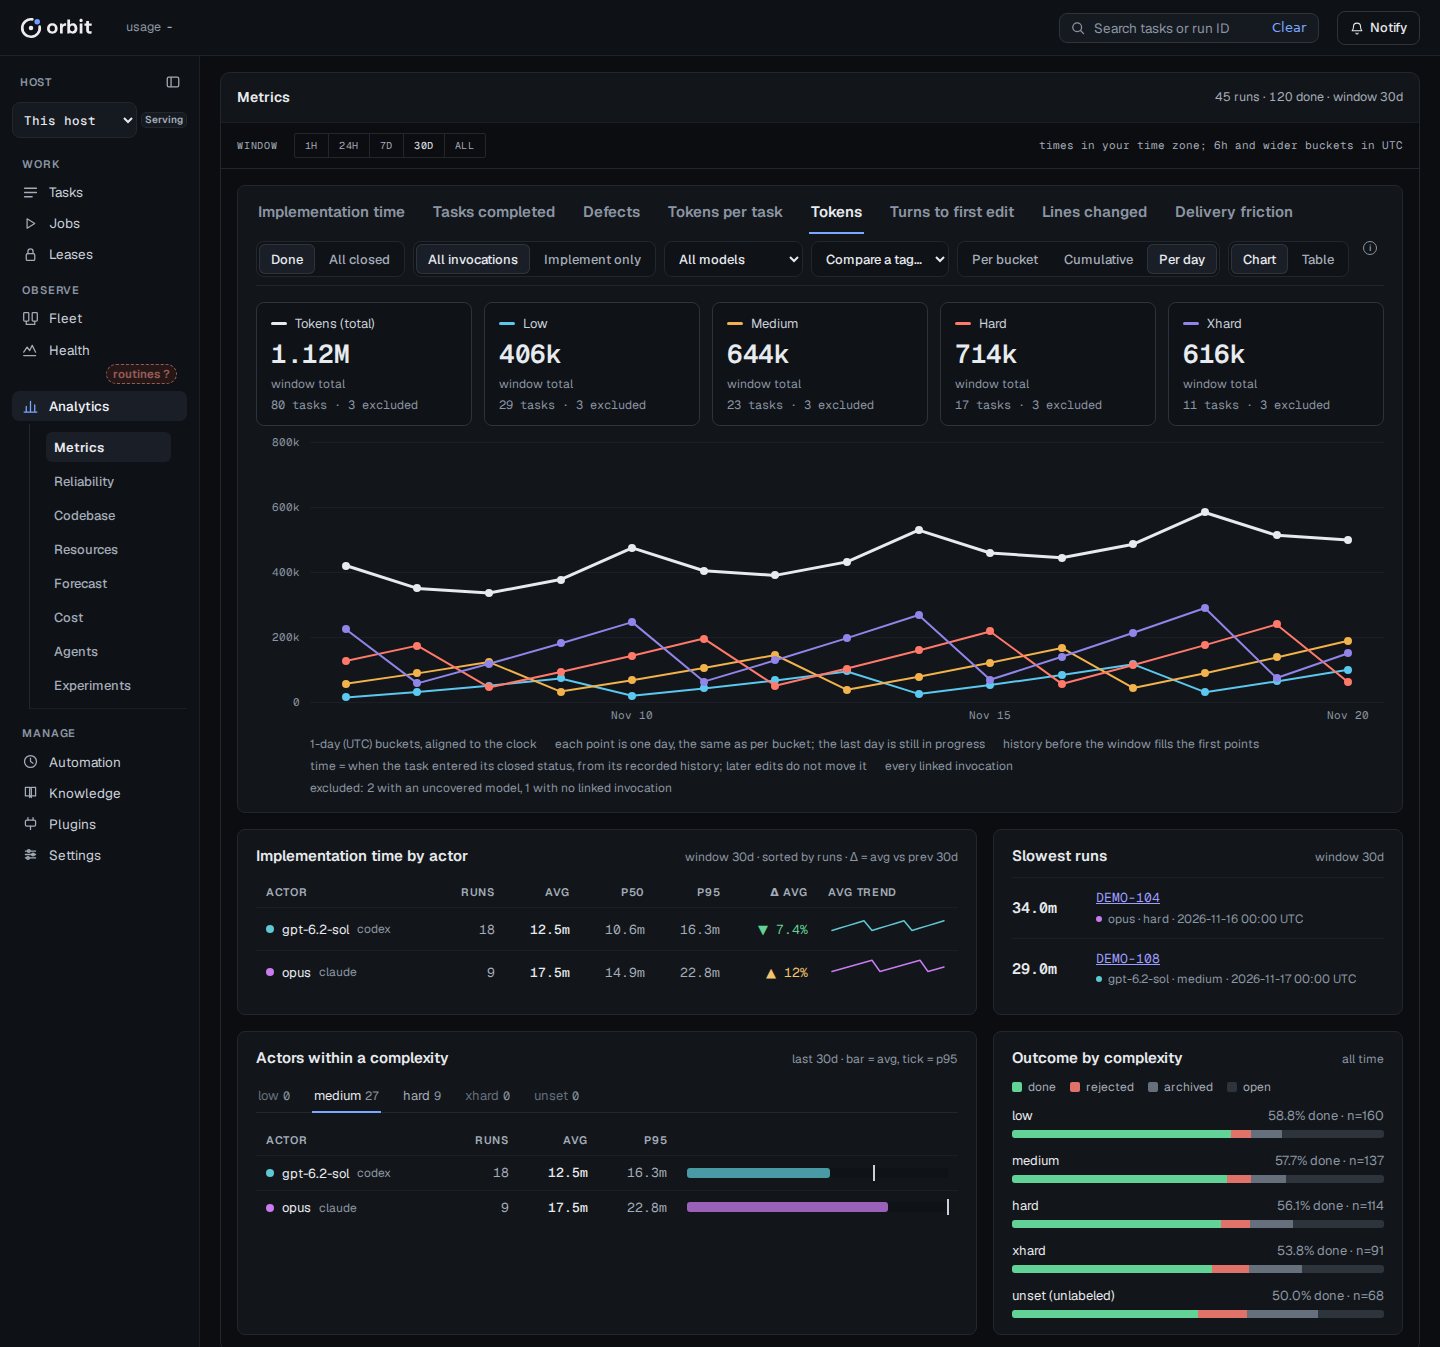 orbit
usage -
Search tasks or run ID
Clear
Notify
HOST
This host
Serving
WORK
Tasks
Jobs
Leases
OBSERVE
Fleet
Health
routines ?
Analytics
Metrics
Reliability
Codebase
Resources
Forecast
Cost
Agents
Experiments
MANAGE
Automation
Knowledge
Plugins
Settings
Metrics
45 runs · 120 done · window 30d
WINDOW 1H 24H 7D 30D ALL
times in your time zone; 6h and wider buckets in UTC
Implementation time Tasks completed Defects Tokens per task Tokens Turns to first edit Lines changed Delivery friction
Done All closed All invocations Implement only All models Compare a tag… Per bucket Cumulative Per day Chart Table
Tokens (total)
1.12M
window total
80 tasks · 3 excluded
Low
406k
window total
29 tasks · 3 excluded
Medium
644k
window total
23 tasks · 3 excluded
Hard
714k
window total
17 tasks · 3 excluded
Xhard
616k
window total
11 tasks · 3 excluded
800k
600k
400k
200k
0
Nov 10 Nov 15 Nov 20
1-day (UTC) buckets, aligned to the clock each point is one day, the same as per bucket; the last day is still in progress history before the window fills the first points
time = when the task entered its closed status, from its recorded history; later edits do not move it every linked invocation
excluded: 2 with an uncovered model, 1 with no linked invocation
Implementation time by actor
window 30d · sorted by runs · Δ = avg vs prev 30d
ACTOR RUNS AVG P50 P95 Δ AVG AVG TREND
gpt-6.2-sol codex 18 12.5m 10.6m 16.3m ▼ 7.4%
opus claude 9 17.5m 14.9m 22.8m ▲ 12%
Slowest runs
window 30d
34.0m
DEMO-104
opus · hard · 2026-11-16 00:00 UTC
29.0m
DEMO-108
gpt-6.2-sol · medium · 2026-11-17 00:00 UTC
Actors within a complexity
last 30d · bar = avg, tick = p95
low 0 medium 27 hard 9 xhard 0 unset 0
ACTOR RUNS AVG P95
gpt-6.2-sol codex 18 12.5m 16.3m
opus claude 9 17.5m 22.8m
Outcome by complexity
all time
done rejected archived open
low 58.8% done · n=160
medium 57.7% done · n=137
hard 56.1% done · n=114
xhard 53.8% done · n=91
unset (unlabeled) 50.0% done · n=68